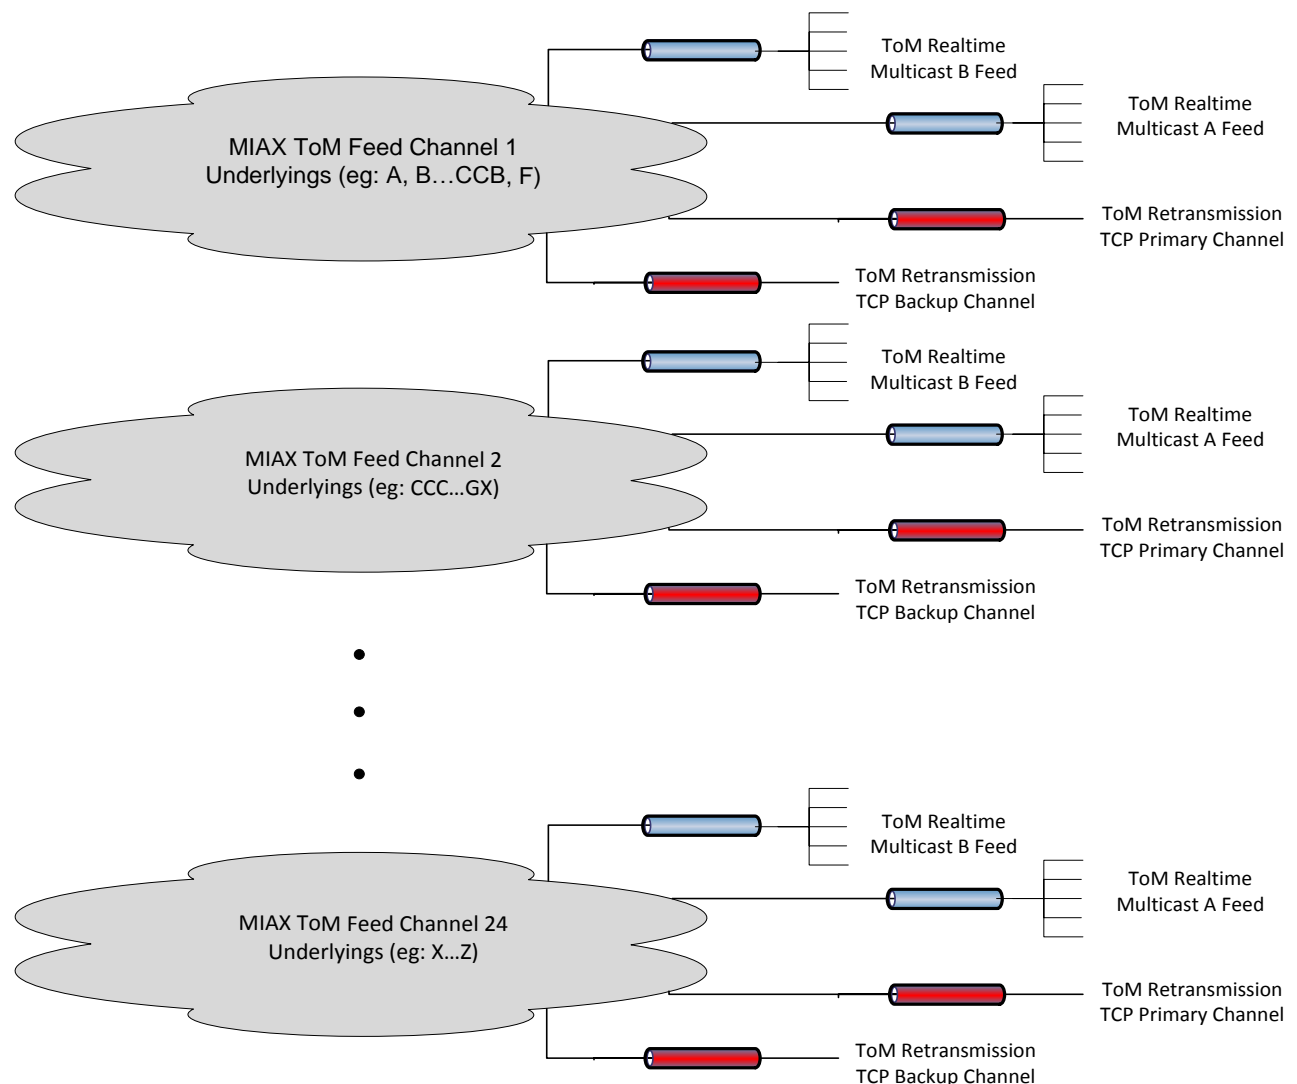 ToM Realtime
Multicast B Feed
ToM Realtime
Multicast A Feed
MIAX ToM Feed Channel 1
Underlyings (eg: A, B…CCB, F)
ToM Retransmission
TCP Primary Channel
ToM Retransmission
TCP Backup Channel
ToM Realtime
Multicast B Feed
ToM Realtime
Multicast A Feed
MIAX ToM Feed Channel 2
Underlyings (eg: CCC…GX)
ToM Retransmission
TCP Primary Channel
ToM Retransmission
TCP Backup Channel
ToM Realtime
Multicast B Feed
ToM Realtime
Multicast A Feed
MIAX ToM Feed Channel 24
Underlyings (eg: X…Z)
ToM Retransmission
TCP Primary Channel
ToM Retransmission
TCP Backup Channel